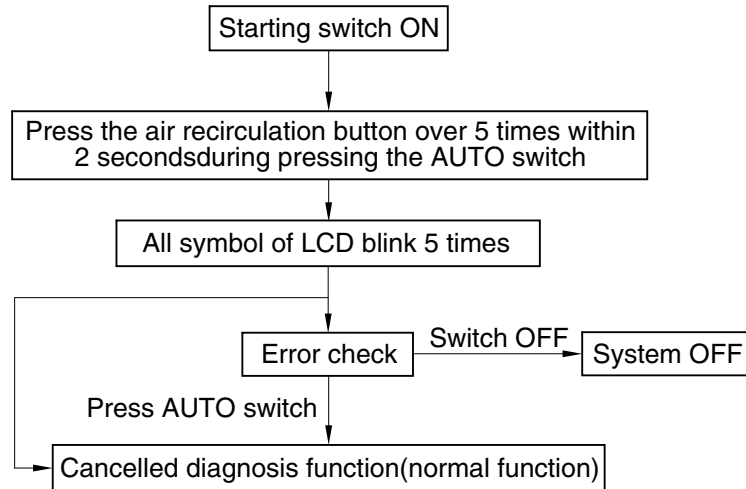 Starting switch ON
Press the air recirculation button over 5 times within
2 secondsduring pressing the AUTO switch
All symbol of LCD blink 5 times
Error check
Switch OFF
System OFF
Press AUTO switch
Cancelled diagnosis function(normal function)